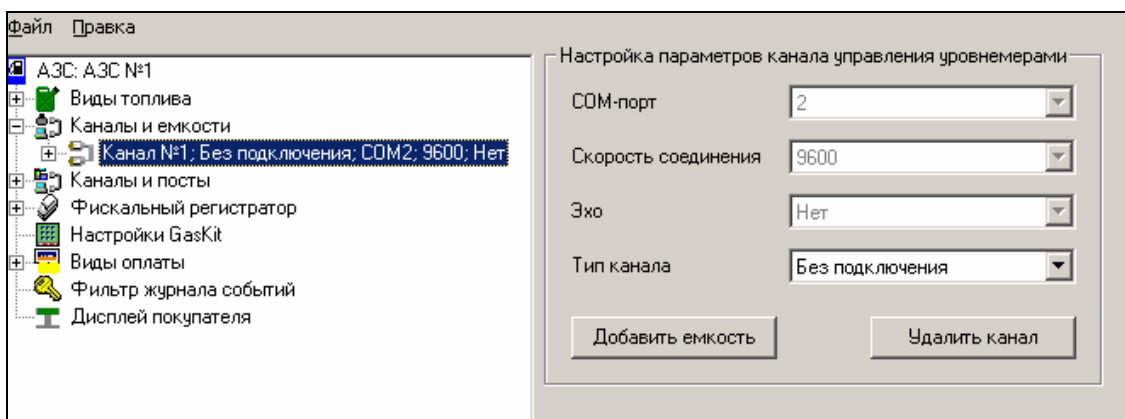 Файл Правка
АЗС: АЗС №1
Виды топлива
Каналы и емкости
Канал №1; Без подключения; COM2; 9600; Нет
Каналы и посты
Фискальный регистратор
Настройки GasKit
Виды оплаты
Фильтр журнала событий
Дисплей покупателя
Настройка параметров канала управления уровнемерами
COM-порт 2
Скорость соединения 9600
Эхо Нет
Тип канала Без подключения
Добавить емкость Удалить канал